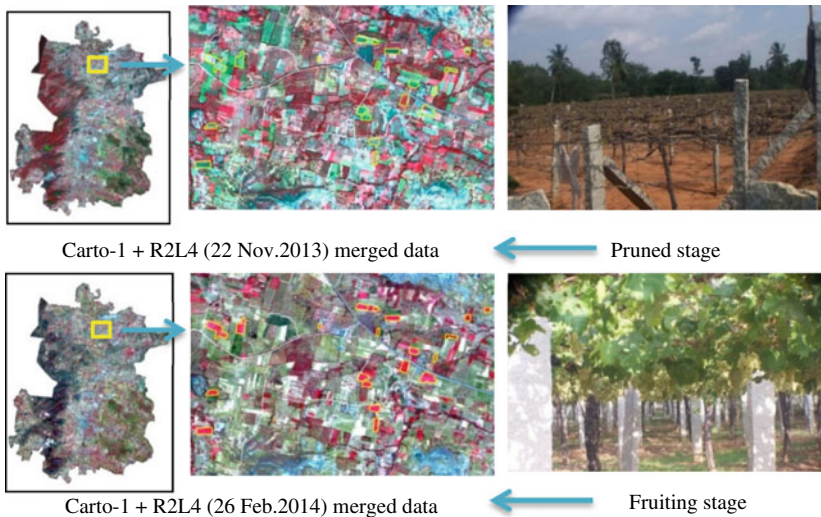 Carto-1 + R2L4 (22 Nov.2013) merged data
Pruned stage
Carto-1 + R2L4 (26 Feb.2014) merged data
Fruiting stage